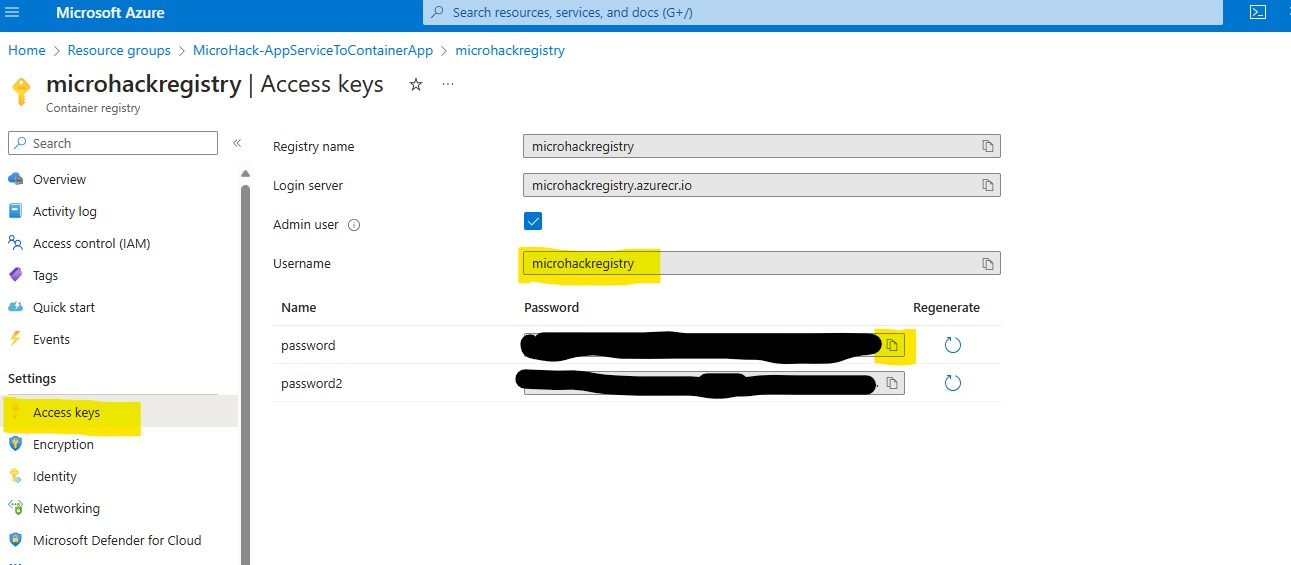 Microsoft Azure
Search resources, services, and docs (G+/)
Home > Resource groups > MicroHack-AppServiceToContainerApp > microhackregistry
microhackregistry | Access keys
Container registry
Search
Overview
Activity log
Access control (IAM)
Tags
Quick start
Events
Settings
Access keys
Encryption
Identity
Networking
Microsoft Defender for Cloud
Registry name microhackregistry
Login server microhackregistry.azurecr.io
Admin user
Username microhackregistry
Name Password Regenerate
password
password2